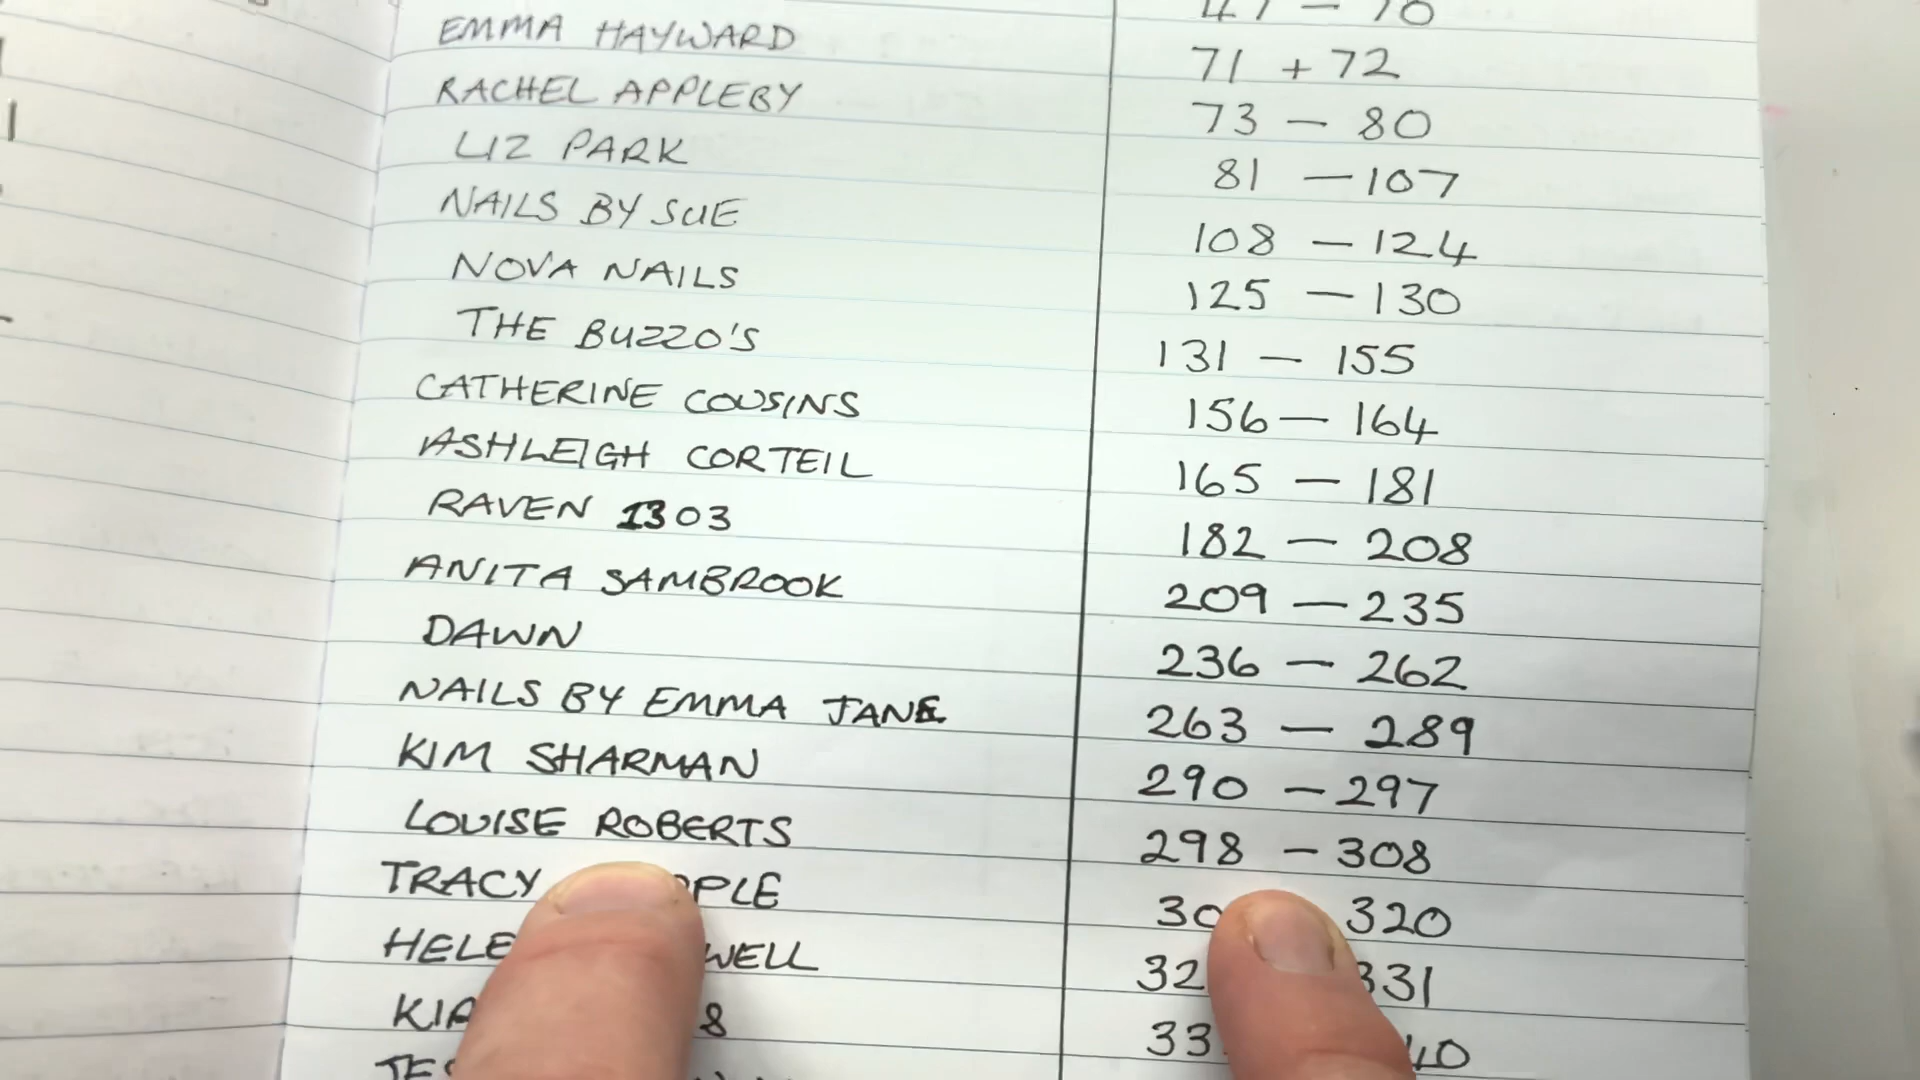 EMMA HAYWARD 71 + 72
RACHEL APPLEBY 73 – 80
LIZ PARK 81 – 107
NAILS BY SUE 108 – 124
NOVA NAILS 125 – 130
THE BUZZO'S 131 – 155
CATHERINE COUSINS 156 – 164
ASHLEIGH CORTEIL 165 – 181
RAVEN 1303 182 – 208
ANITA SAMBROOK 209 – 235
DAWN 236 – 262
NAILS BY EMMA JANE 263 – 289
KIM SHARMAN 290 – 297
LOUISE ROBERTS 298 – 308
TRACY 320